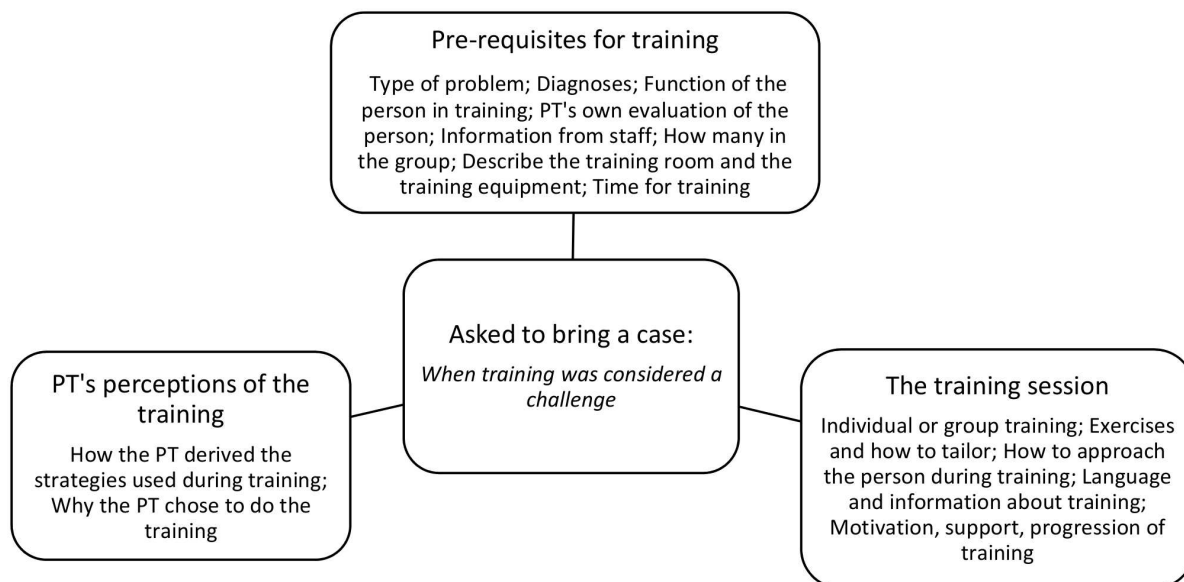 Pre-requisites for training
Type of problem; Diagnoses; Function of the
person in training; PT's own evaluation of the
person; Information from staff; How many in
the group; Describe the training room and the
training equipment; Time for training
Asked to bring a case:
When training was considered a
challenge
PT's perceptions of the
training
How the PT derived the
strategies used during training;
Why the PT chose to do the
training
The training session
Individual or group training; Exercises
and how to tailor; How to approach
the person during training; Language
and information about training;
Motivation, support, progression of
training